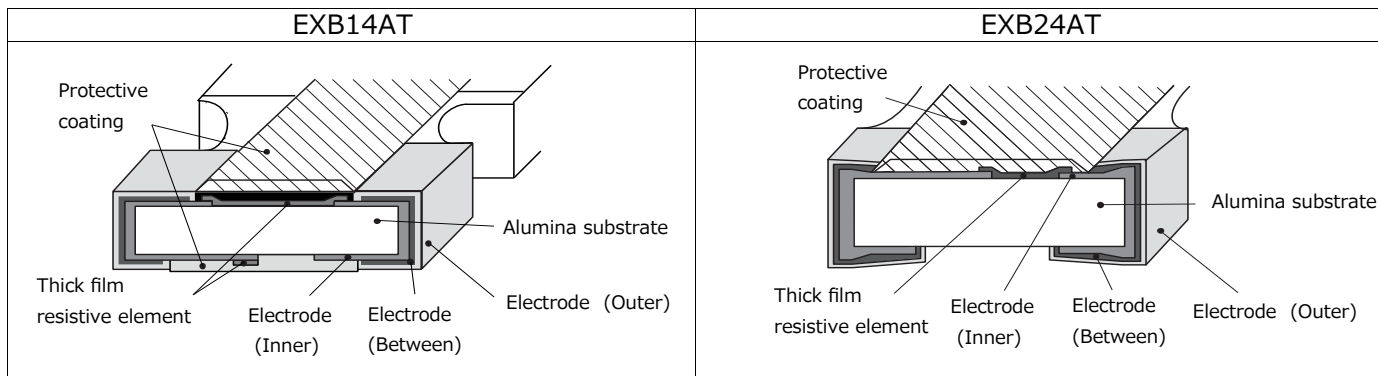 EXB14AT
Protective
coating
Alumina substrate
Thick film
resistive element
Electrode
(Inner)
Electrode
(Between)
Electrode (Outer)
EXB24AT
Protective
coating
Alumina substrate
Thick film
resistive element
Electrode
(Inner)
Electrode
(Between)
Electrode (Outer)